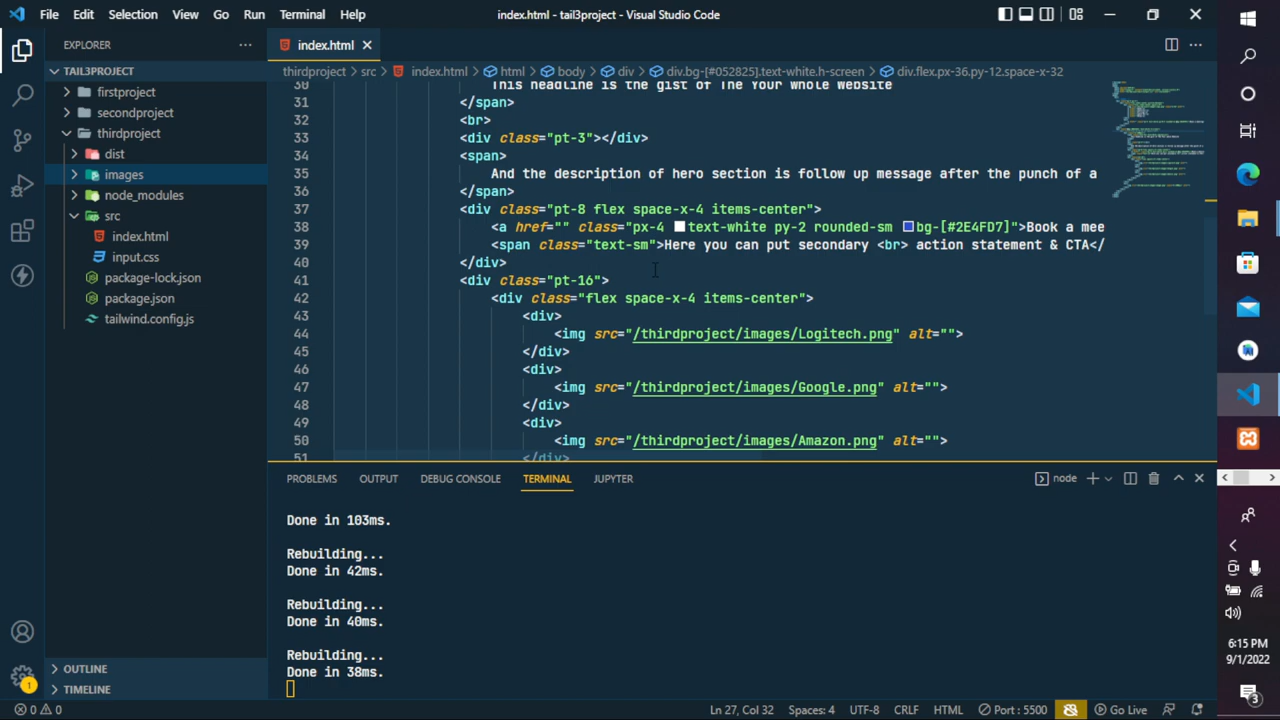 File Edit Selection View Go Run Terminal Help index.html - tail3project - Visual Studio Code
EXPLORER
TAIL3PROJECT
firstproject
secondproject
thirdproject
dist
images
node_modules
src
index.html
input.css
package-lock.json
package.json
tailwind.config.js
OUTLINE
TIMELINE
index.html
thirdproject > src > index.html > html > body > div > div.bg-[#052825].text-white.h-screen > div.flex.px-36.py-12.space-x-32
30 This headline is the gist of The Your whole website
31 </span>
32 <br>
33 <div class="pt-3"></div>
34 <span>
35 And the description of hero secion is follow up message after the punch of a
36 </span>
37 <div class="pt-8 flex space-x-4 items-center">
38 <a href="" class="px-4 text-white py-2 rounded-sm bg-[#2E4FD7]">Book a mee
39 <span class="text-sm">Here you can put secondary <br> action statement & CTA</
40 </div>
41 <div class="pt-16">
42 <div class="flex space-x-4 items-center">
43 <div>
44 <img src="/thirdproject/images/Logitech.png" alt="">
45 </div>
46 <div>
47 <img src="/thirdproject/images/Google.png" alt="">
48 </div>
49 <div>
50 <img src="/thirdproject/images/Amazon.png" alt="">
51 </div>
PROBLEMS OUTPUT DEBUG CONSOLE TERMINAL JUPYTER node
Done in 103ms.
Rebuilding...
Done in 42ms.
Rebuilding...
Done in 40ms.
Rebuilding...
Done in 38ms.
0 0 Ln 27, Col 32 Spaces: 4 UTF-8 CRLF HTML Port : 5500 Go Live
1
6:15 PM
9/1/2022
3